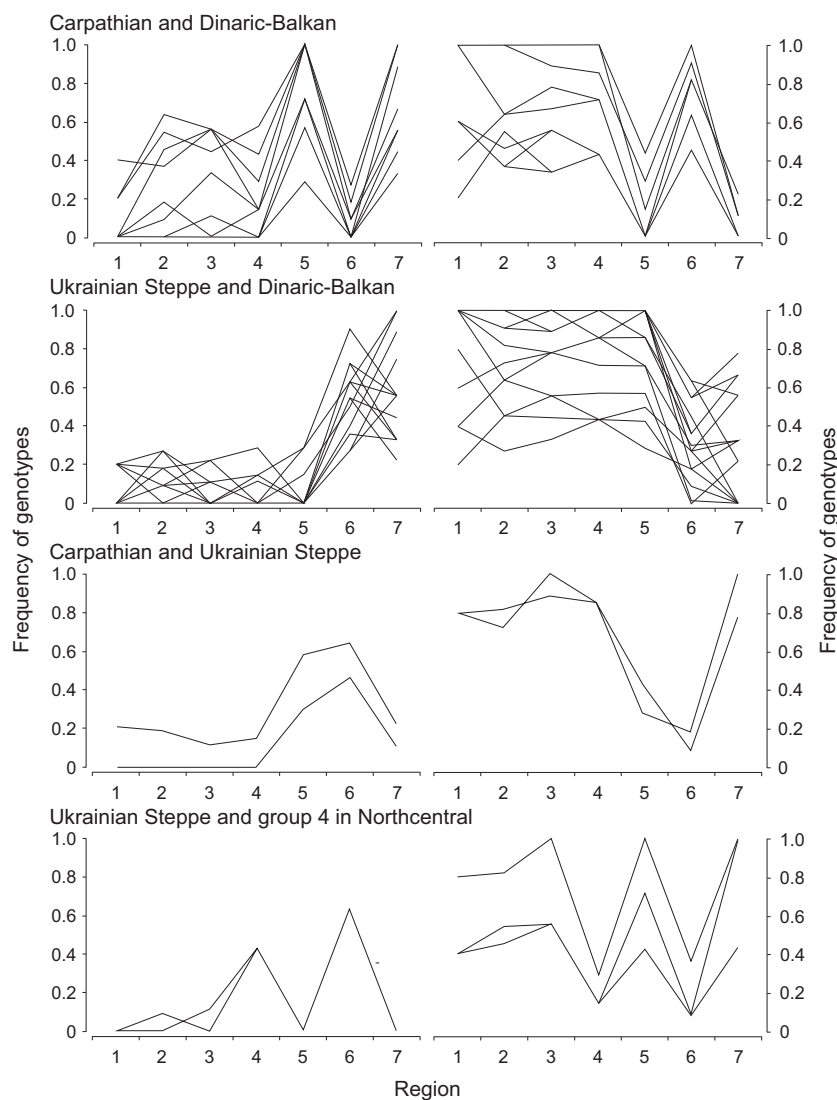 Carpathian and Dinaric-Balkan
1.0 1.0
0.8 0.8
0.6 0.6
0.4 0.4
0.2 0.2
0 0
1 2 3 4 5 6 7 1 2 3 4 5 6 7
Ukrainian Steppe and Dinaric-Balkan
1.0 1.0
0.8 0.8
0.6 0.6
0.4 0.4
0.2 0.2
0 0
1 2 3 4 5 6 7 1 2 3 4 5 6 7
Frequency of genotypes
Frequency of genotypes
Carpathian and Ukrainian Steppe
1.0 1.0
0.8 0.8
0.6 0.6
0.4 0.4
0.2 0.2
0 0
1 2 3 4 5 6 7 1 2 3 4 5 6 7
Ukrainian Steppe and group 4 in Northcentral
1.0 1.0
0.8 0.8
0.6 0.6
0.4 0.4
0.2 0.2
0 0
1 2 3 4 5 6 7 1 2 3 4 5 6 7
Region